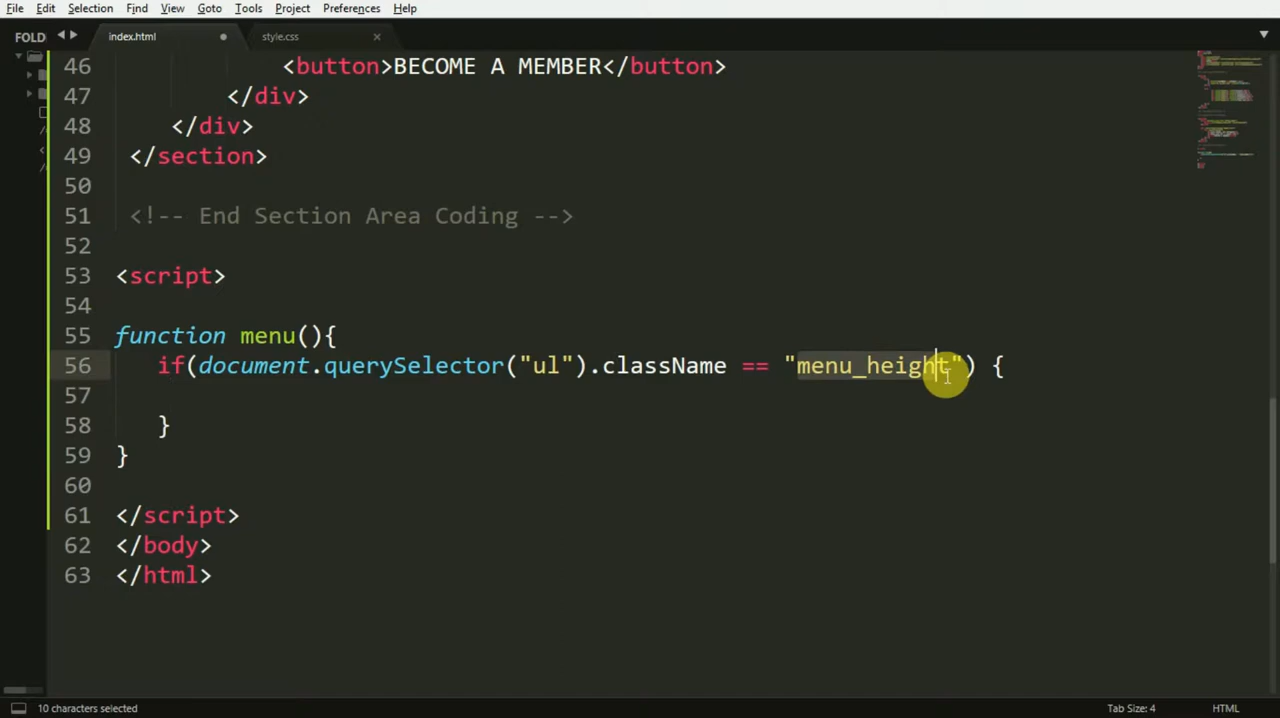 File Edit Selection Find View Goto Tools Project Preferences Help
FOLD index.html style.css
46 <button>BECOME A MEMBER</button>
47 </div>
48 </div>
49 </section>
50
51 <!-- End Section Area Coding -->
52
53 <script>
54
55 function menu(){
56 if(document.querySelector("ul").className == "menu_height") {
57
58 }
59 }
60
61 </script>
62 </body>
63 </html>
10 characters selected Tab Size: 4 HTML